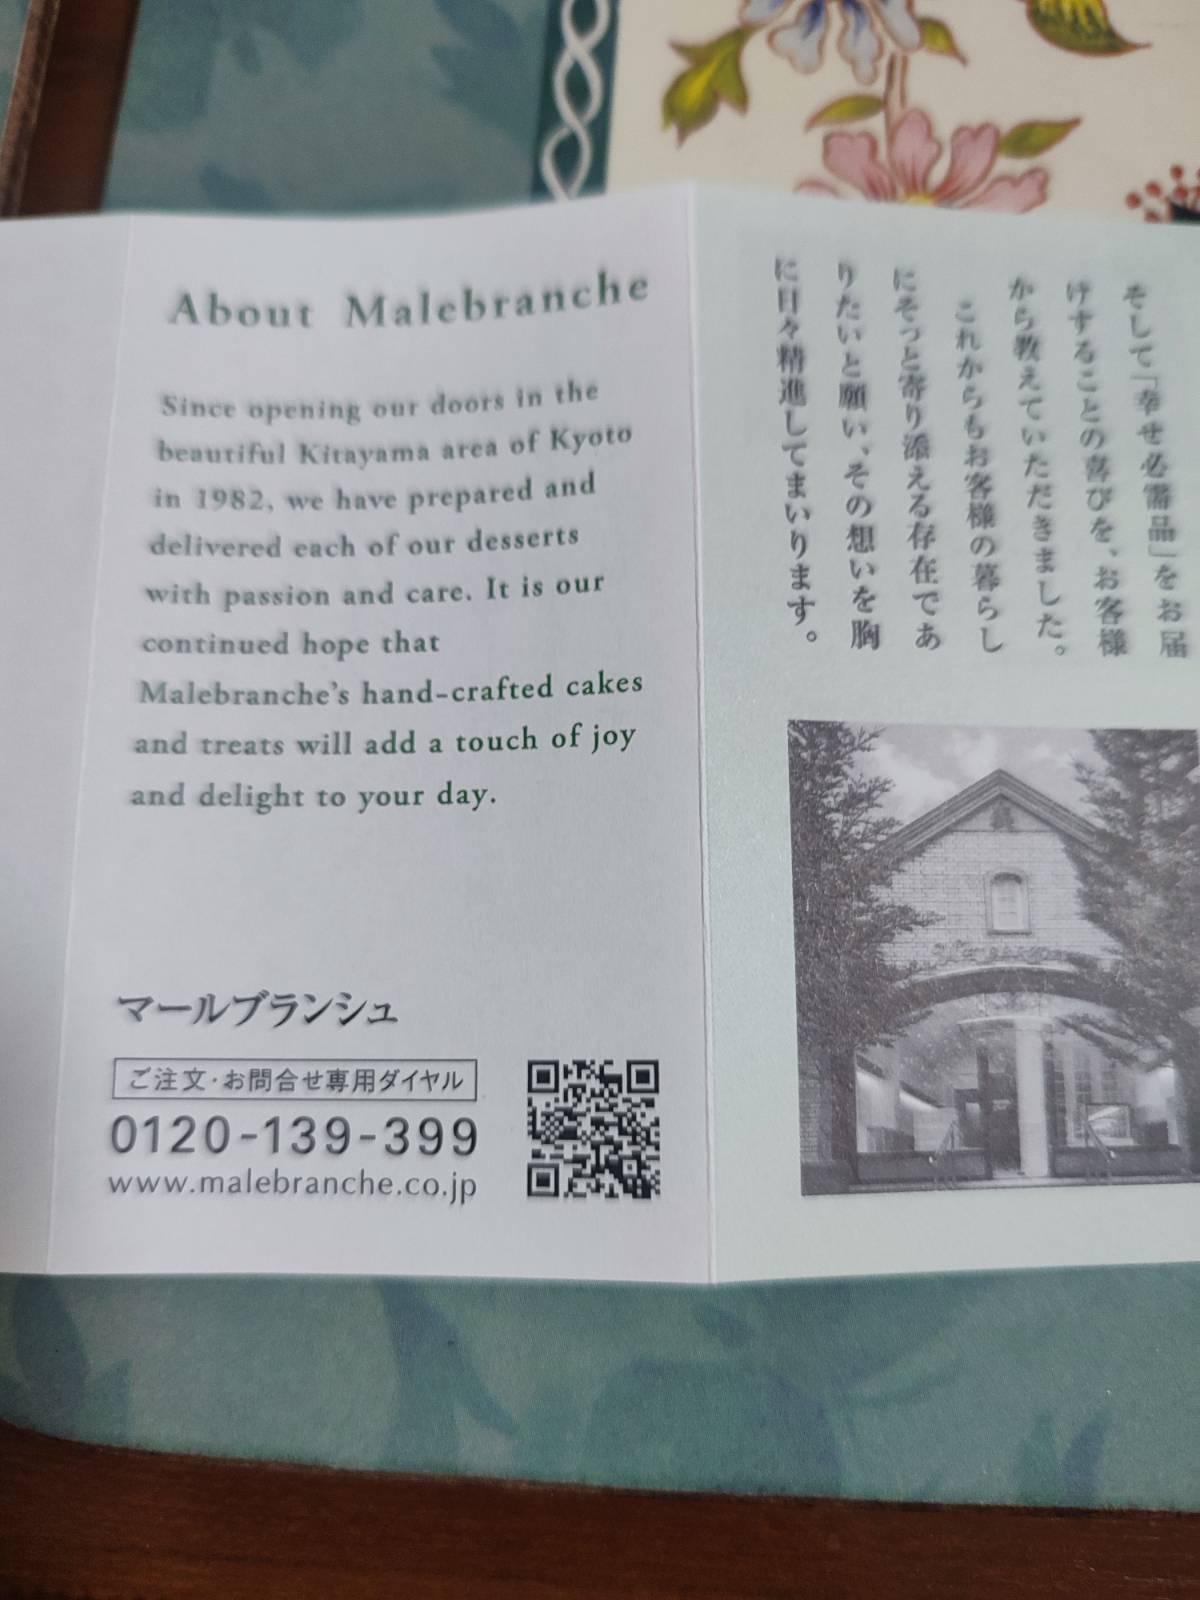 About Malebranche
Since opening our doors in the
beautiful Kitayama area of Kyoto
in 1982, we have prepared and
delivered each of our desserts
with passion and care. It is our
continued hope that
Malebranche's hand-crafted cakes
and treats will add a touch of joy
and delight to your day.
マールブランシュ
ご注文・お問合せ専用ダイヤル
0120-139-399
www.malebranche.co.jp
そして「幸せ必需品」をお届
けすることの喜びを、お客様
から教えていただきました。
これからもお客様の暮らし
にそっと寄り添える存在であ
りたいと願い、その想いを胸
に日々精進してまいります。